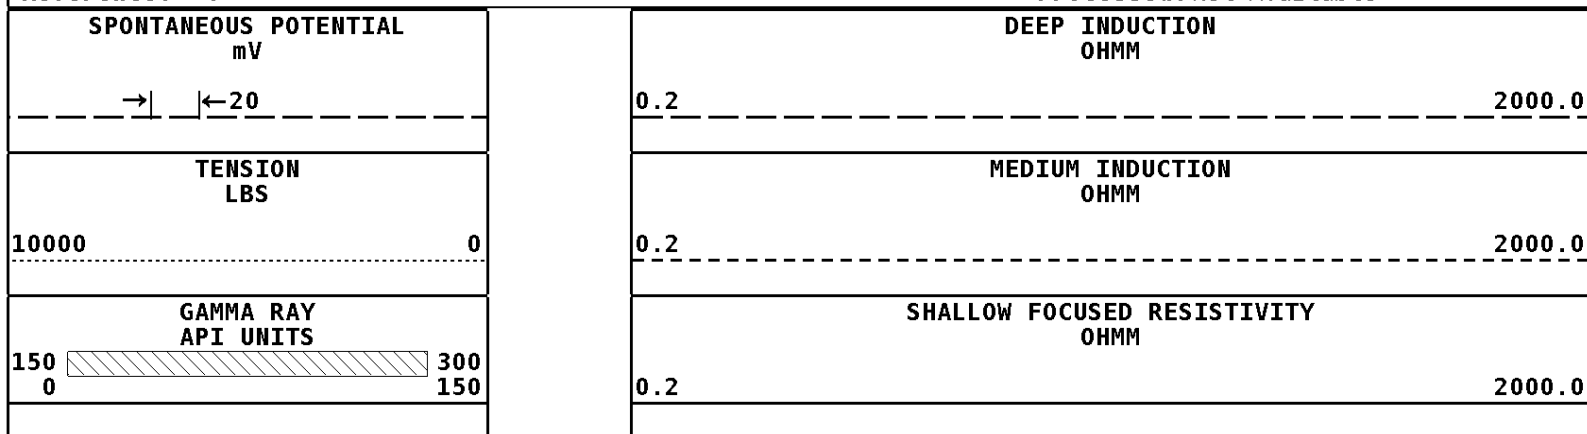 SPONTANEOUS POTENTIAL
mV
→| |←20
TENSION
LBS
10000 0
GAMMA RAY
API UNITS
150 300
0 150
DEEP INDUCTION
OHMM
0.2 2000.0
MEDIUM INDUCTION
OHMM
0.2 2000.0
SHALLOW FOCUSED RESISTIVITY
OHMM
0.2 2000.0